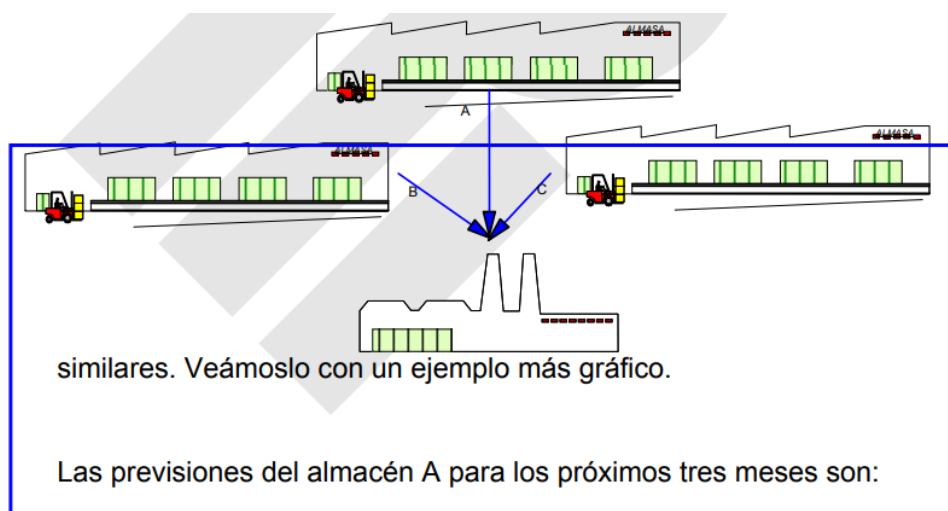 ALMASA
A
ALMASA
ALMASA
B
C
similares. Veámoslo con un ejemplo más gráfico.
Las previsiones del almacén A para los próximos tres meses son: